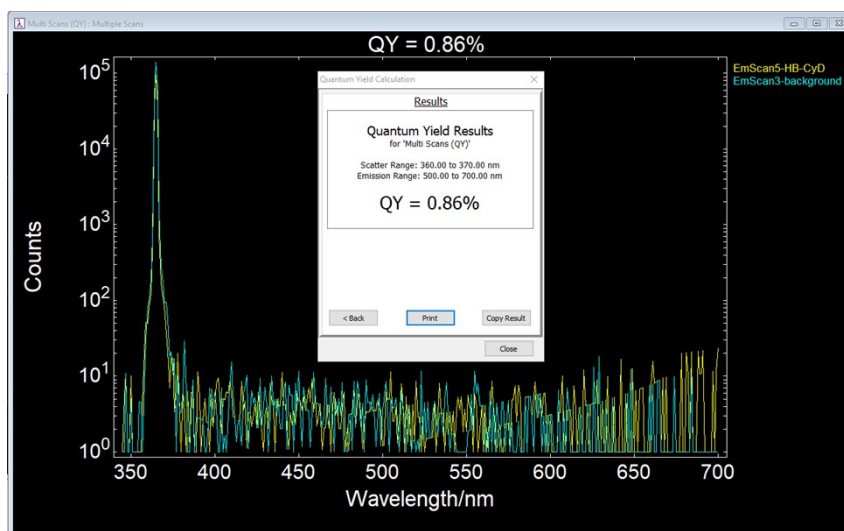 Multi Scans (QY) : Multiple Scans
QY = 0.86%
EmScan5-HB-CyD
EmScan3-background
Quantum Yield Calculation
Results
Quantum Yield Results
for 'Multi Scans (QY)'
Scatter Range: 360.00 to 370.00 nm
Emission Range: 500.00 to 700.00 nm
QY = 0.86%
< Back
Print
Copy Result
Close
Counts
10⁵
10⁴
10³
10²
10¹
10⁰
350 400 450 500 550 600 650 700
Wavelength/nm